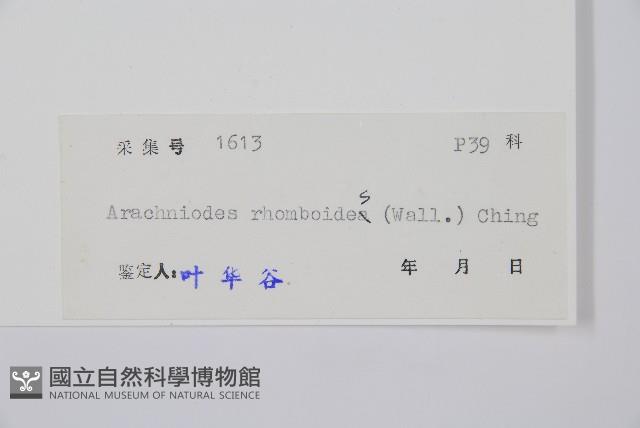 采集号 1613 P39 科
Arachniodes rhomboides (Wall.) Ching
鉴定人: 叶华谷 年 月 日
國立自然科學博物館
NATIONAL MUSEUM OF NATURAL SCIENCE